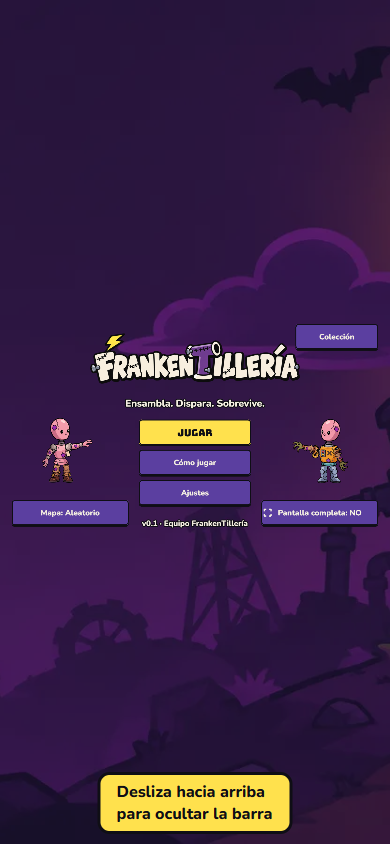 Colección
FRANKENTILLERÍA
Ensambla. Dispara. Sobrevive.
JUGAR
Cómo jugar
Ajustes
Mapa: Aleatorio
Pantalla completa: NO
v0.1 · Equipo FrankenTillería
Desliza hacia arriba
para ocultar la barra